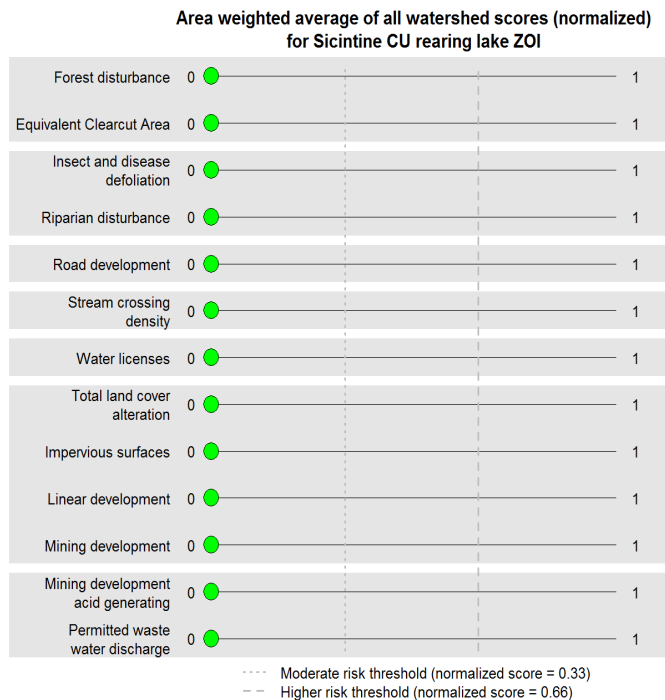 Area weighted average of all watershed scores (normalized)
for Sicintine CU rearing lake ZOI
Forest disturbance 0 1
Equivalent Clearcut Area 0 1
Insect and disease
defoliation 0 1
Riparian disturbance 0 1
Road development 0 1
Stream crossing
density 0 1
Water licenses 0 1
Total land cover
alteration 0 1
Impervious surfaces 0 1
Linear development 0 1
Mining development 0 1
Mining development
acid generating 0 1
Permitted waste
water discharge 0 1
Moderate risk threshold (normalized score = 0.33)
Higher risk threshold (normalized score = 0.66)